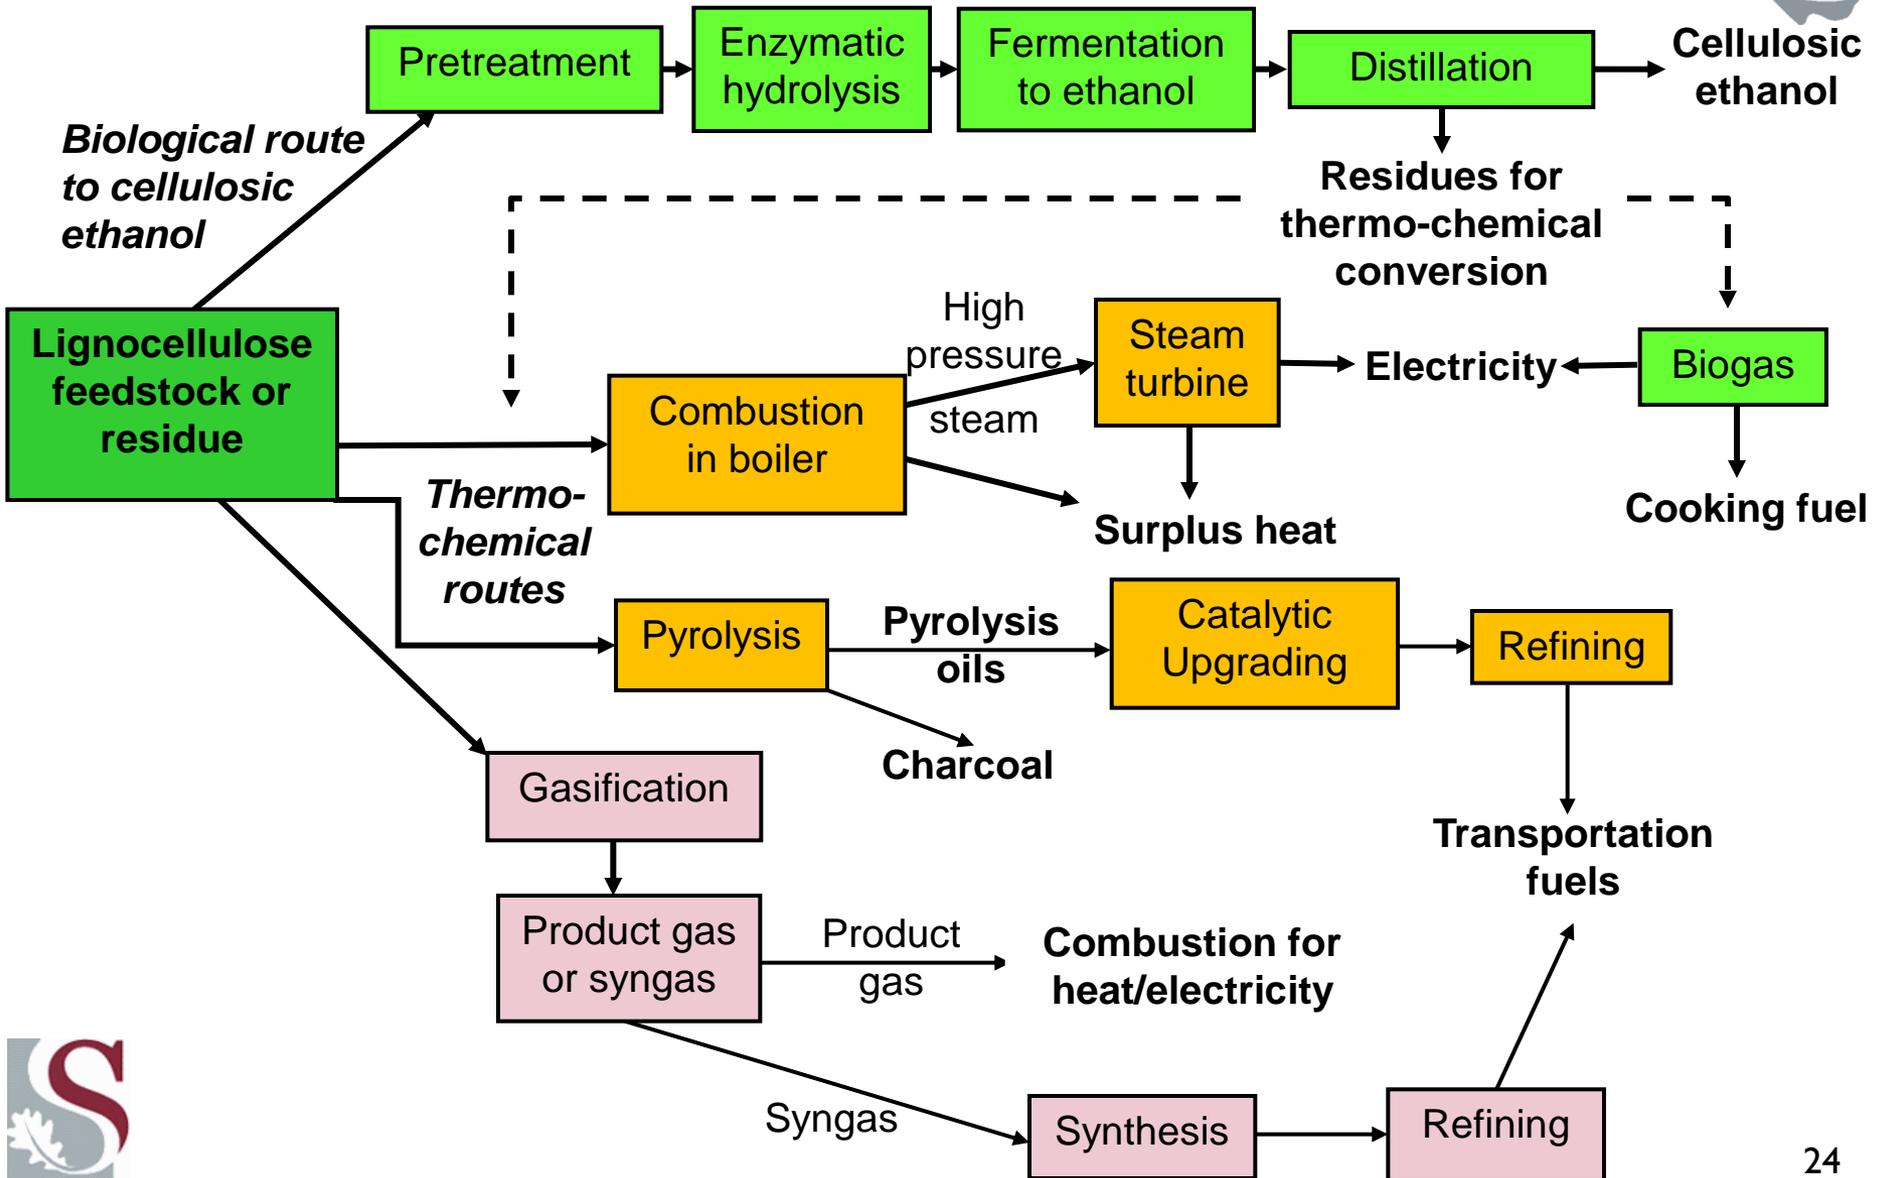 Pretreatment
Enzymatic
hydrolysis
Fermentation
to ethanol
Distillation
Cellulosic
ethanol
Biological route
to cellulosic
ethanol
Residues for
thermo-chemical
conversion
Lignocellulose
feedstock or
residue
Combustion
in boiler
High
pressure
steam
Steam
turbine
Electricity
Biogas
Cooking fuel
Surplus heat
Thermo-
chemical
routes
Pyrolysis
Pyrolysis
oils
Catalytic
Upgrading
Refining
Charcoal
Transportation
fuels
Gasification
Product gas
or syngas
Product
gas
Combustion for
heat/electricity
Syngas
Synthesis
Refining
S
24